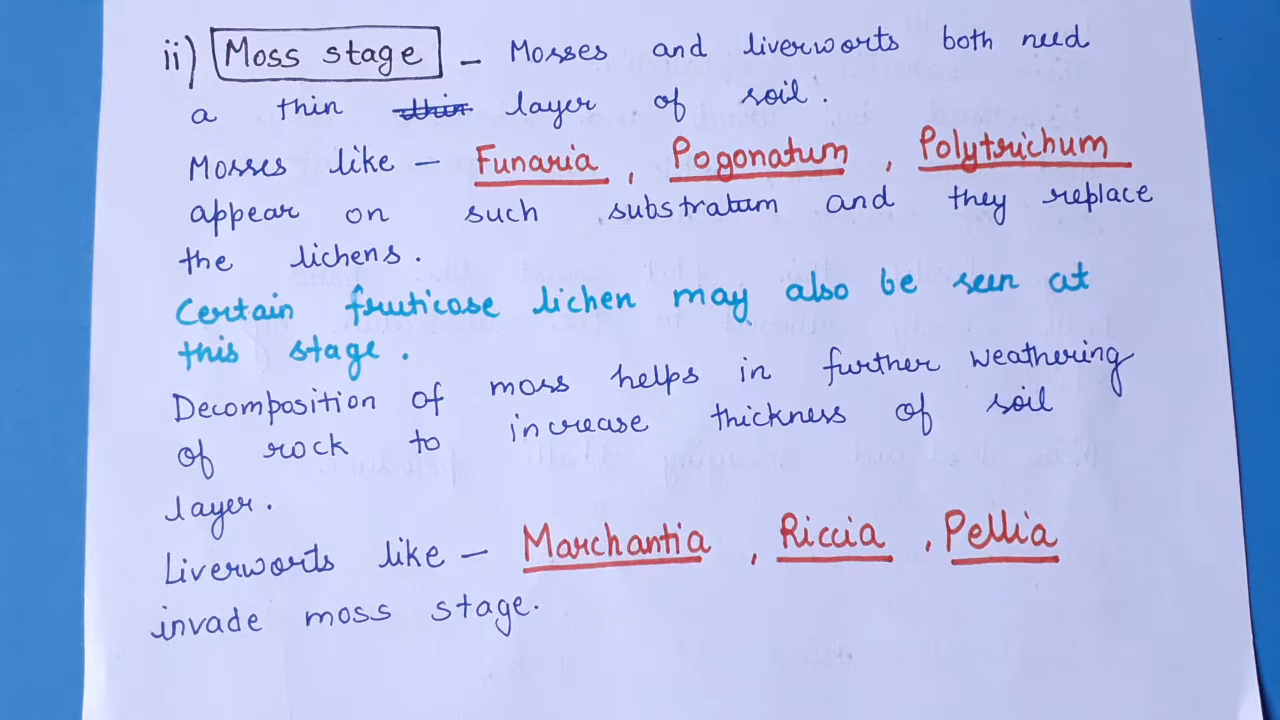 ii) Moss stage - Mosses and liverworts both need
a thin thin layer of soil.
Mosses like - Funaria, Pogonatum, Polytrichum
appear on such substratum and they replace
the lichens.
Certain fruticose lichen may also be seen at
this stage.
Decomposition of moss helps in further weathering
of rock to increase thickness of soil
layer.
Liverworts like - Marchantia, Riccia, Pellia
invade moss stage.